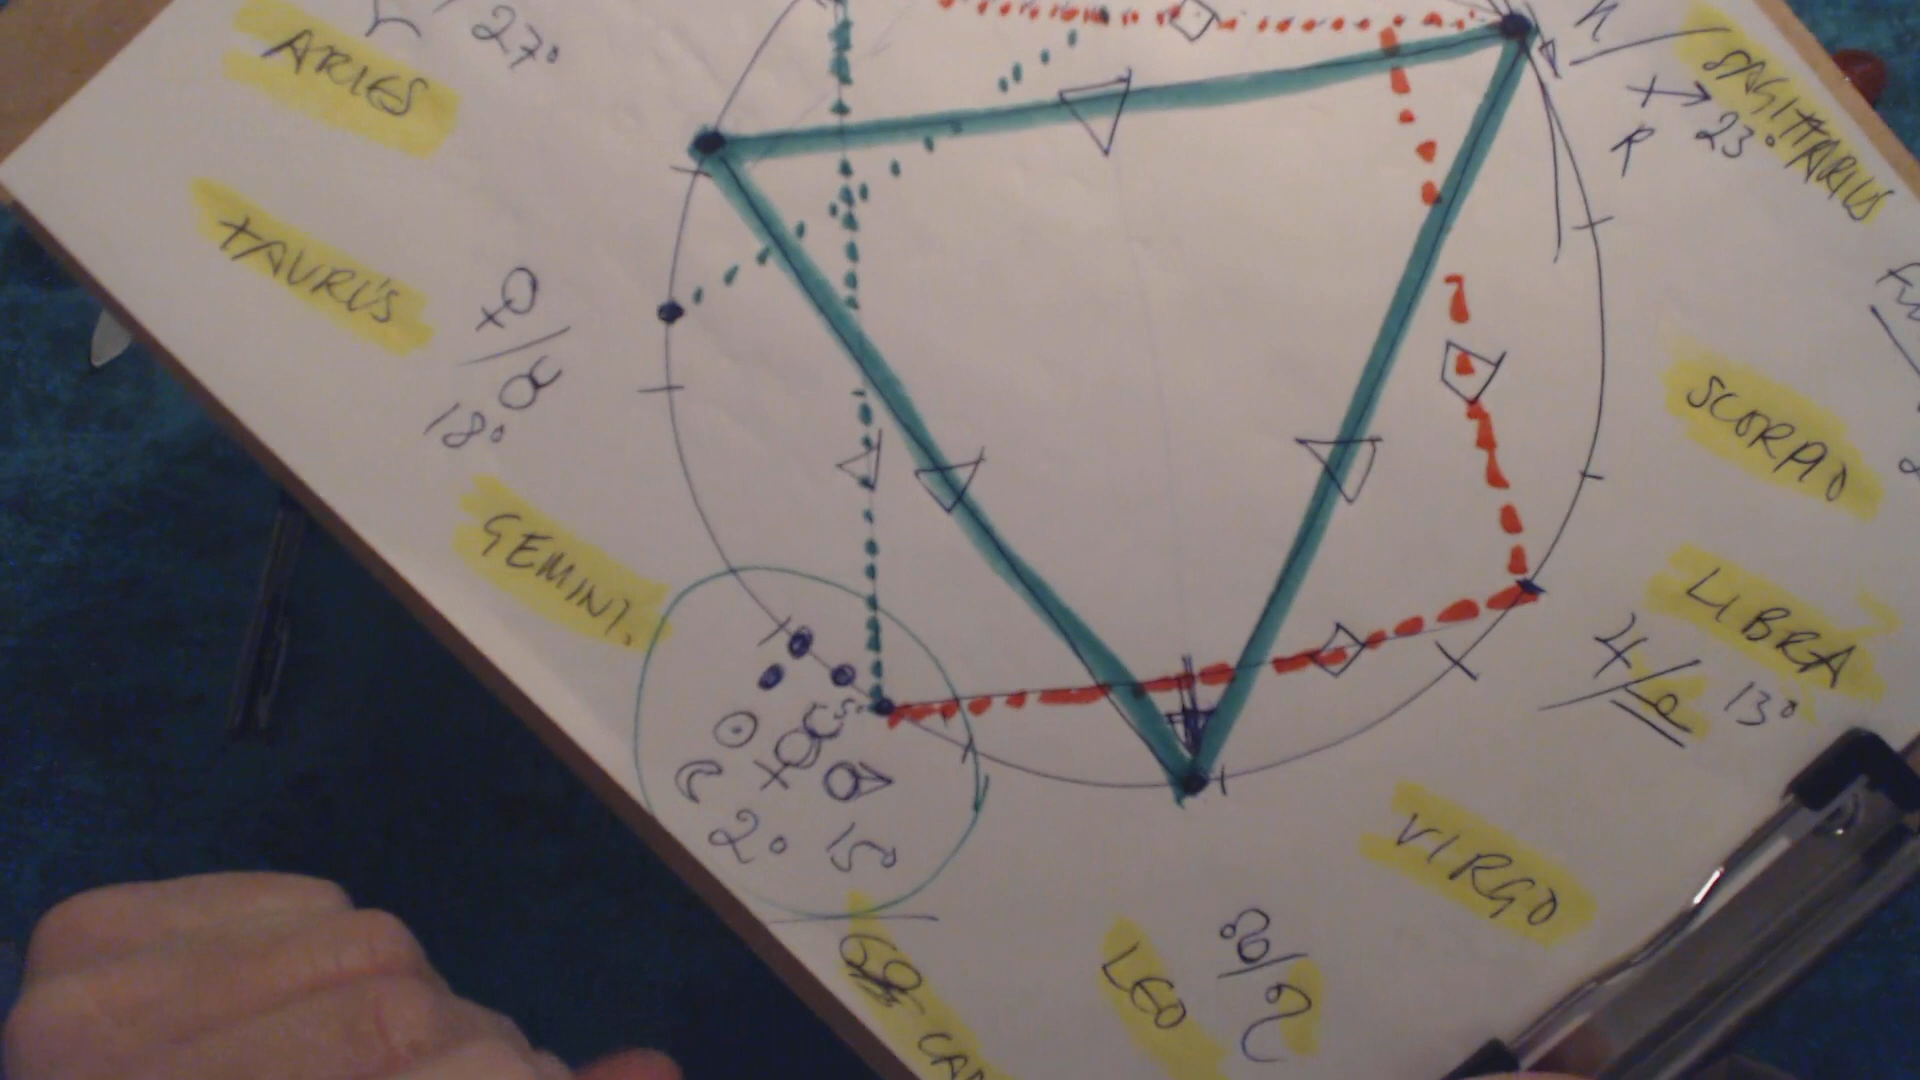 ARIES
27°
TAURUS
♀/♉
18°
GEMINI
☉
☾
2° 15°
LEO
☊/♌
VIRGO
LIBRA
♃/♎ 13°
SCORPIO
SAGITTARIUS
♐ 23°
R